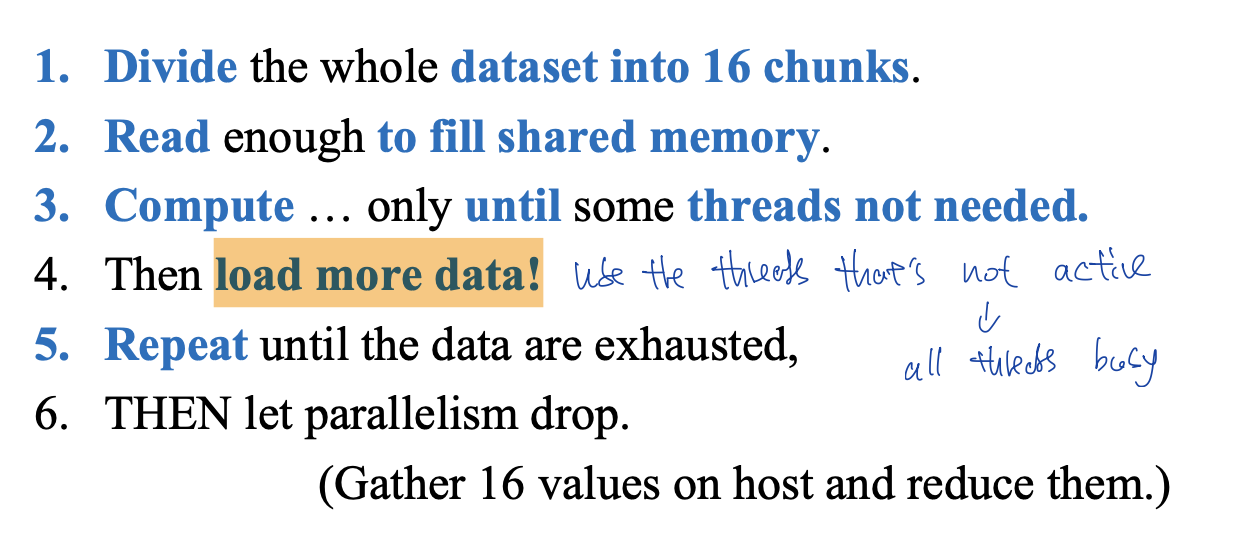 1. Divide the whole dataset into 16 chunks.
2. Read enough to fill shared memory.
3. Compute … only until some threads not needed.
4. Then load more data! use the threads that's not active
↓
5. Repeat until the data are exhausted,
all threads busy
6. THEN let parallelism drop.
(Gather 16 values on host and reduce them.)